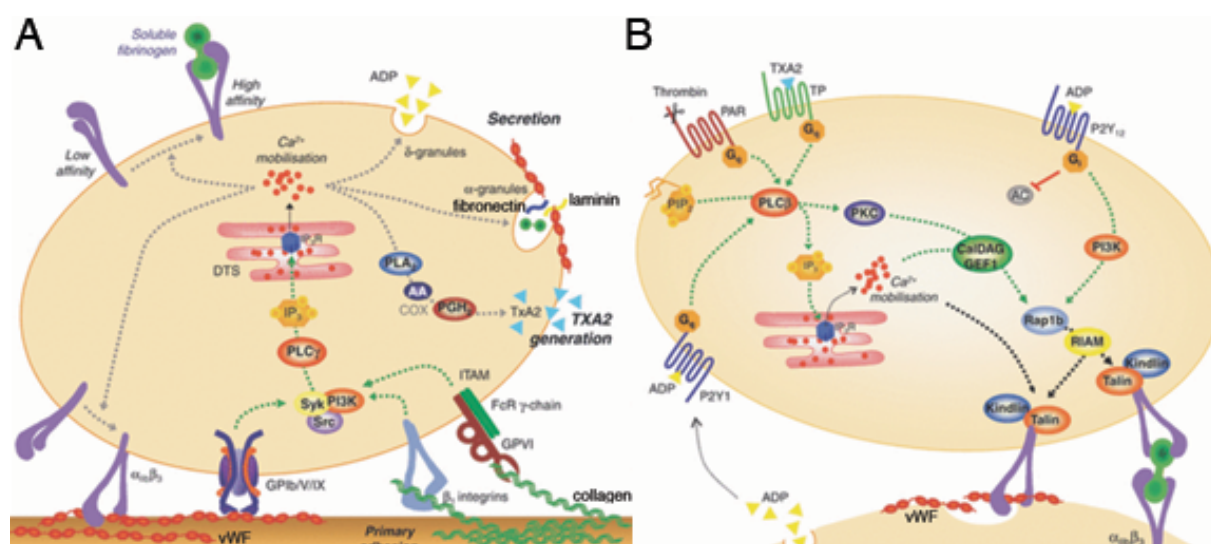 A
Soluble
fibrinogen
High
affinity
Low
affinity
ADP
Secretion
Ca²⁺
mobilisation
δ-granules
α-granules
fibronectin
laminin
IP₃R
DTS
PLA₂
AA
COX
PGH₂
TxA2
TXA2
generation
IP₃
PLCγ
ITAM
Syk
PI3K
Src
FcR γ-chain
GPVI
αIIbβ₃
GPIb/V/IX
integrins
collagen
vWF
Primary
B
TXA2
TP
Thrombin
PAR
Gq
Gq
ADP
P2Y₁₂
Gi
AC
PIP₂
PLCβ
PKC
CalDAG
GEF1
PI3K
IP₃
Ca²⁺
mobilisation
IP₃R
Rap1b
RIAM
Gq
ADP
P2Y1
Kindlin
Talin
Kindlin
Talin
ADP
vWF
αIIbβ₃